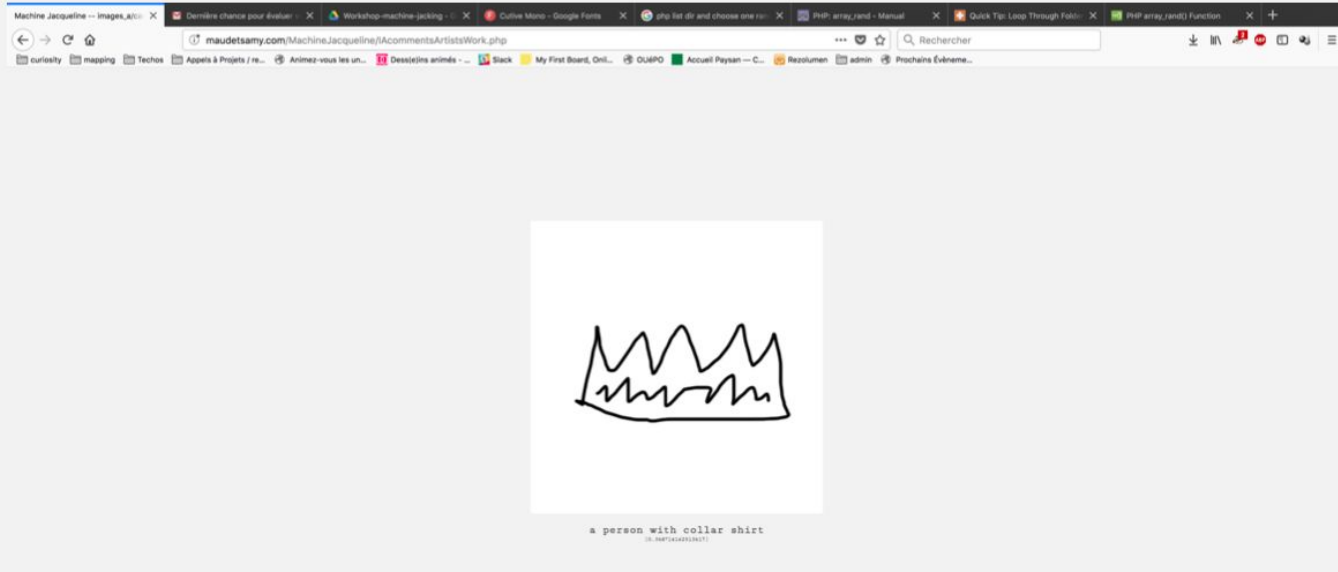 Machine Jacqueline -- images_a/co
Dernière chance pour évaluer
Workshop-machine-jacking -
Cutive Mono - Google Fonts
php list dir and choose one ran
PHP: array_rand - Manual
Quick Tip: Loop Through Folder
PHP array_rand() Function
maudetsamy.com/MachineJacqueline/IAcommentsArtistsWork.php
Rechercher
curiosity
mapping
Techos
Appels à Projets / re...
Animez-vous les un...
Dess(e)ins animés - ...
Slack
My First Board, Onli...
OUéPO
Accueil Paysan — C...
Rezolumen
admin
Prochains Évèneme...
a person with collar shirt